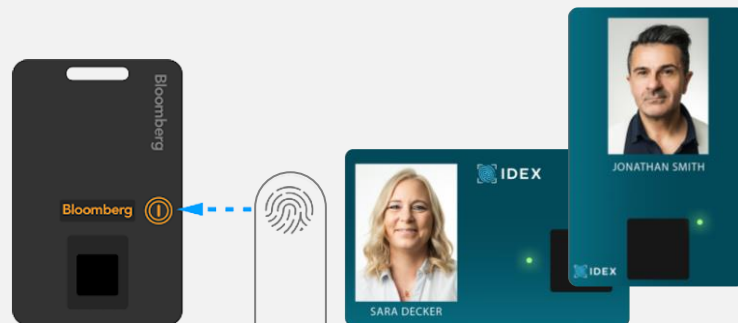 Bloomberg
Bloomberg
IDEX
SARA DECKER
JONATHAN SMITH
IDEX